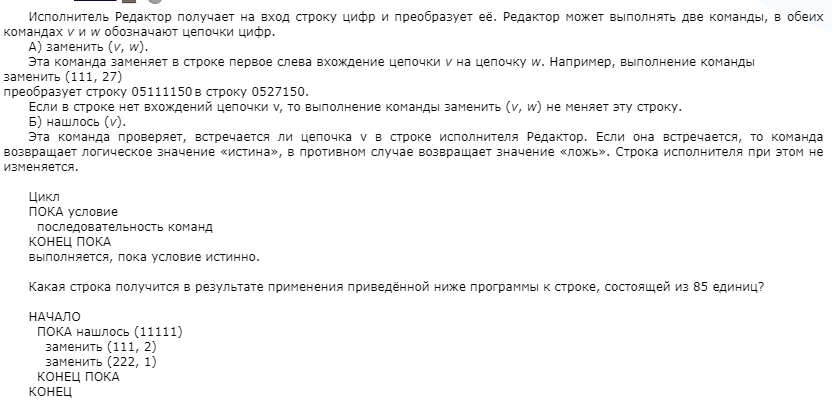 Исполнитель Редактор получает на вход строку цифр и преобразует её. Редактор может выполнять две команды, в обеих
командах v и w обозначают цепочки цифр.
А) заменить (v, w).
Эта команда заменяет в строке первое слева вхождение цепочки v на цепочку w. Например, выполнение команды
заменить (111, 27)
преобразует строку 05111150 в строку 0527150.
Если в строке нет вхождений цепочки v, то выполнение команды заменить (v, w) не меняет эту строку.
Б) нашлось (v).
Эта команда проверяет, встречается ли цепочка v в строке исполнителя Редактор. Если она встречается, то команда
возвращает логическое значение «истина», в противном случае возвращает значение «ложь». Строка исполнителя при этом не
изменяется.
Цикл
ПОКА условие
последовательность команд
КОНЕЦ ПОКА
выполняется, пока условие истинно.
Какая строка получится в результате применения приведённой ниже программы к строке, состоящей из 85 единиц?
НАЧАЛО
ПОКА нашлось (11111)
заменить (111, 2)
заменить (222, 1)
КОНЕЦ ПОКА
КОНЕЦ